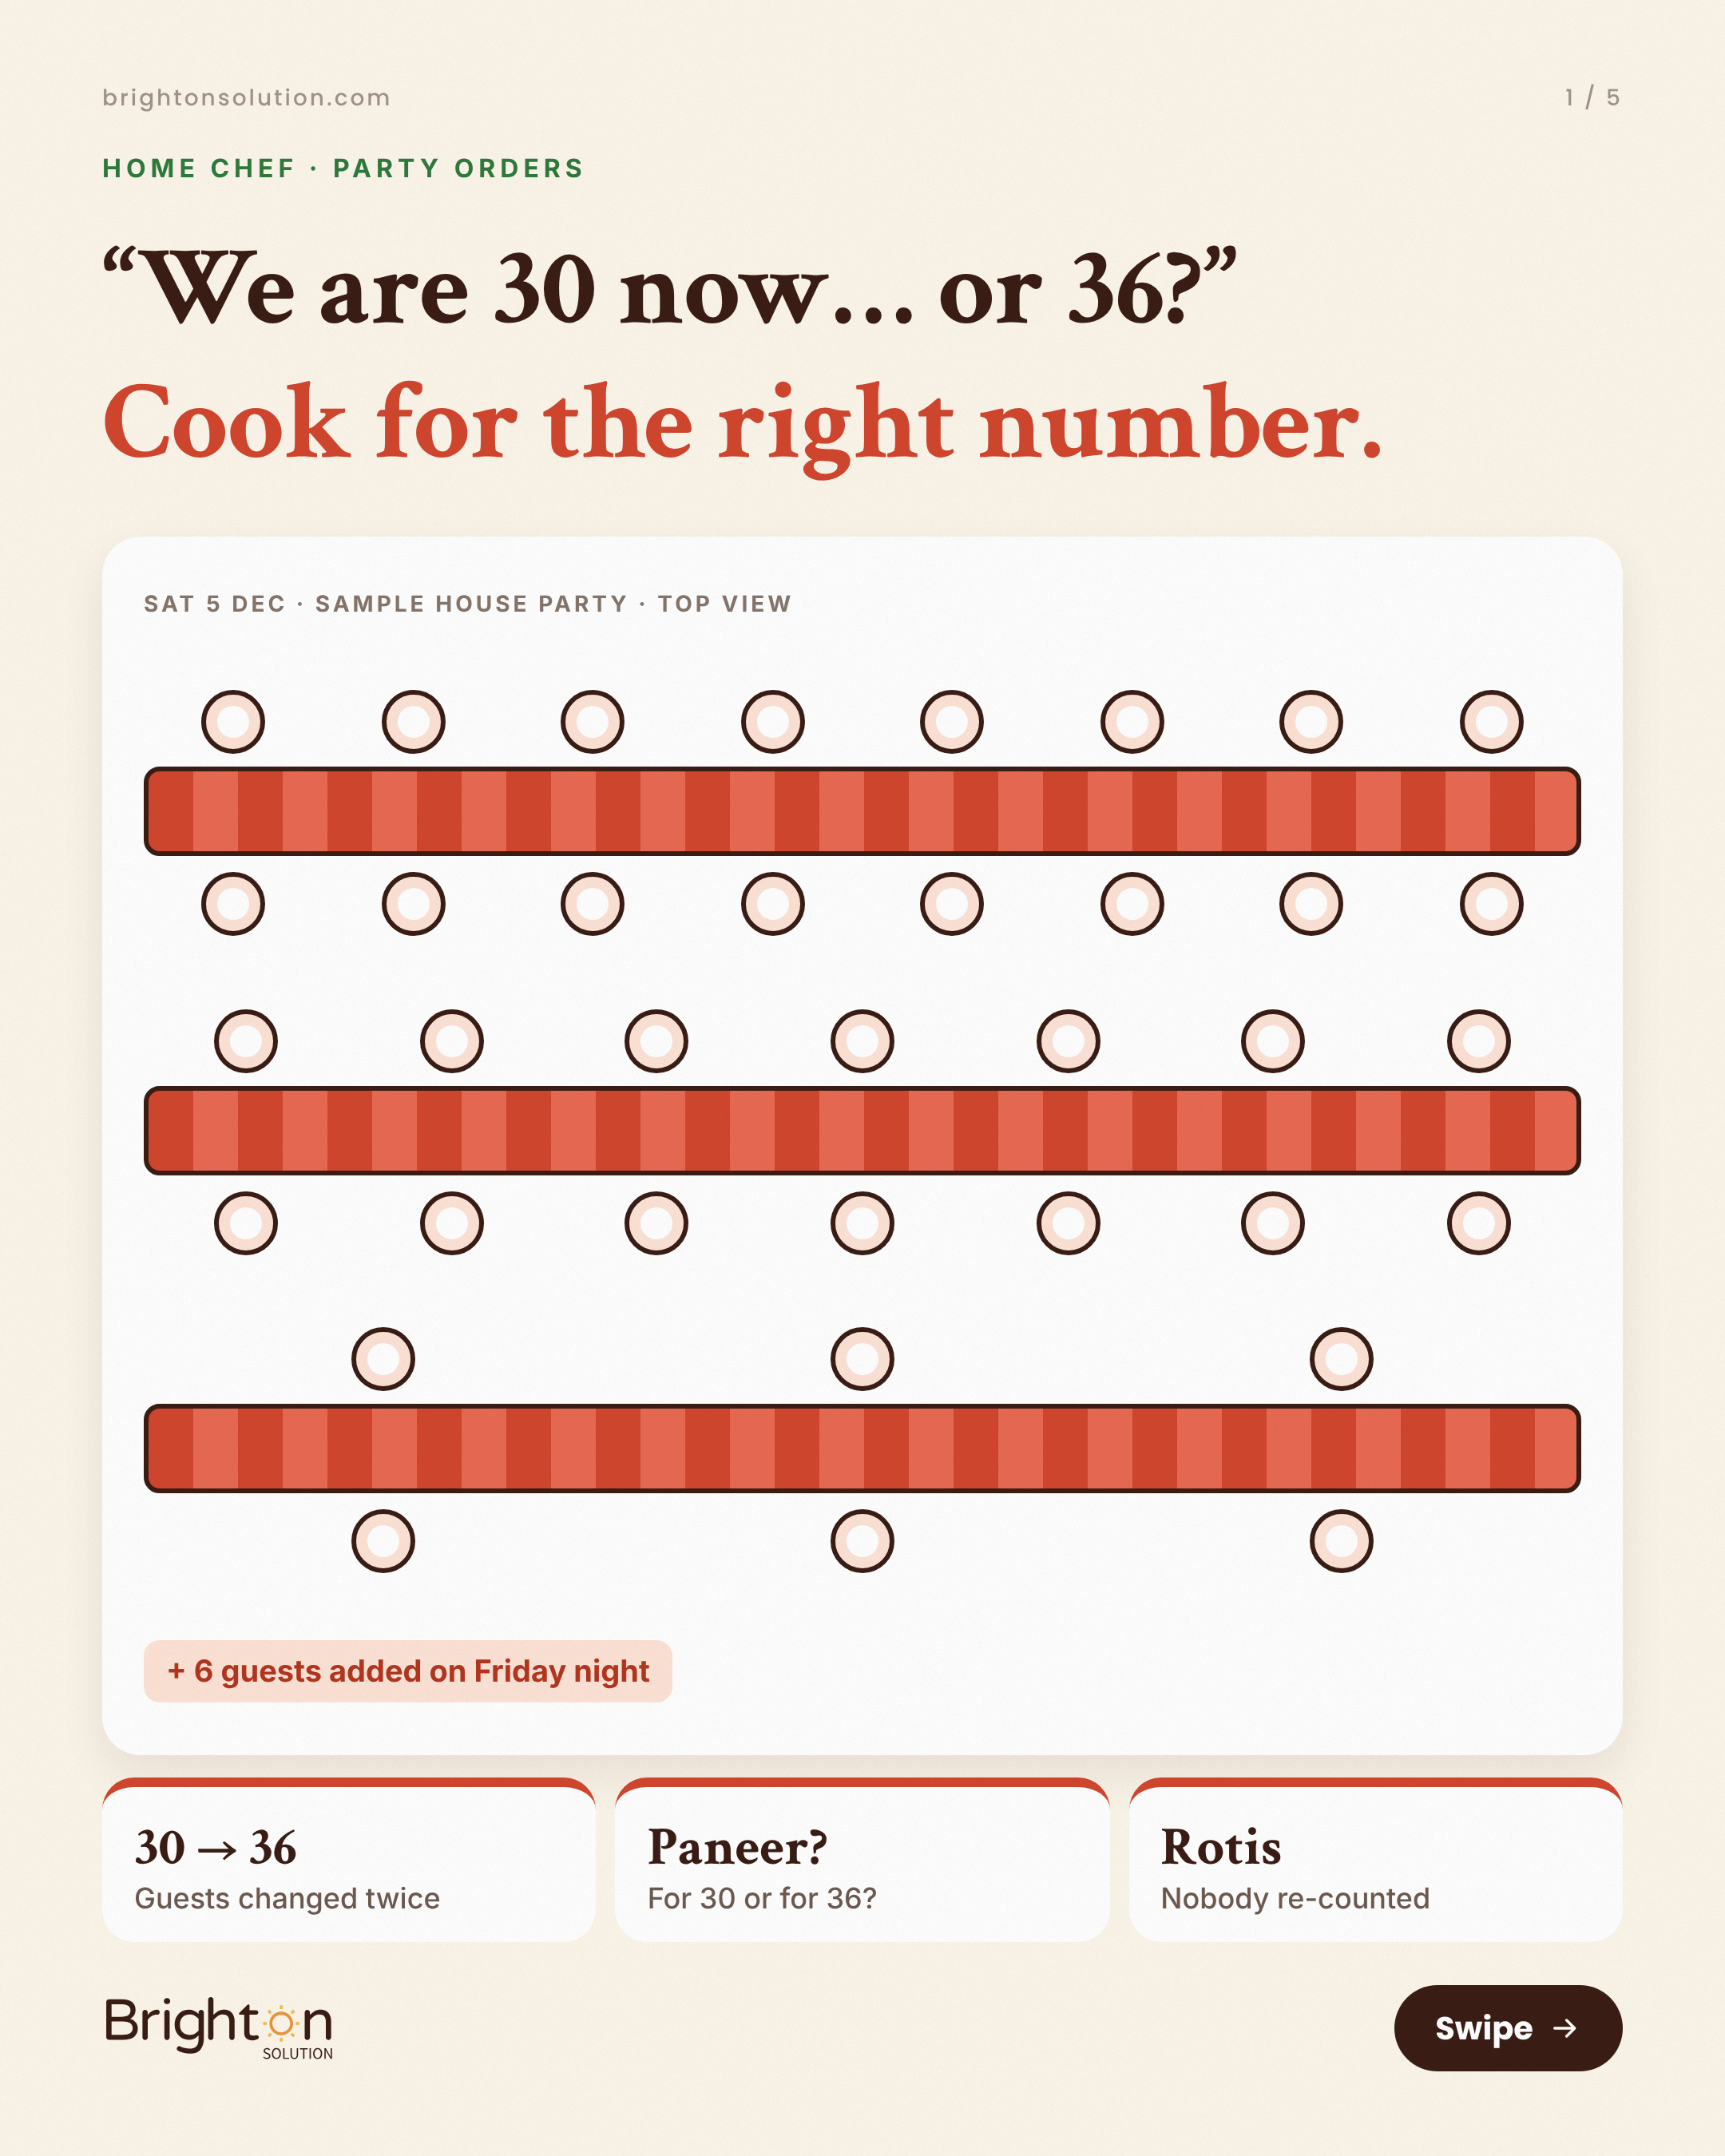 brightonsolution.com
1 / 5
HOME CHEF · PARTY ORDERS
“We are 30 now... or 36?”
Cook for the right number.
SAT 5 DEC · SAMPLE HOUSE PARTY · TOP VIEW
+ 6 guests added on Friday night
30 → 36
Guests changed twice
Paneer?
For 30 or for 36?
Rotis
Nobody re-counted
Brighton
SOLUTION
Swipe →